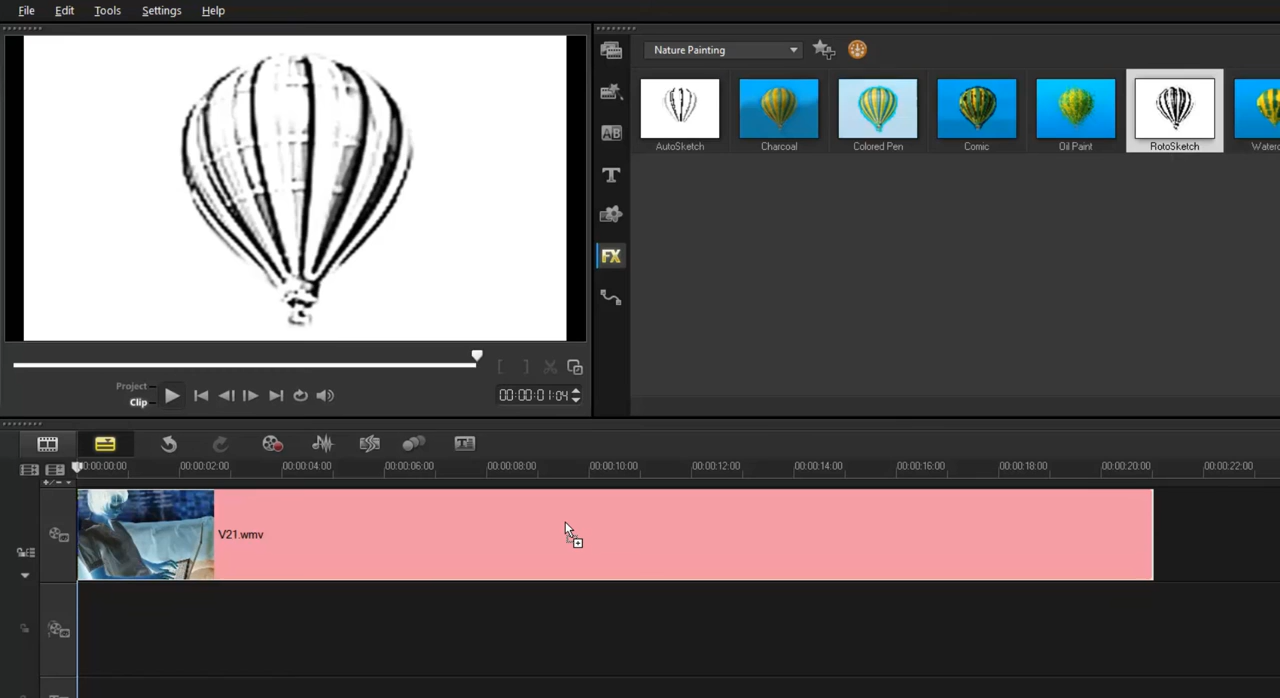 File Edit Tools Settings Help
Nature Painting
AutoSketch Charcoal Colored Pen Comic Oil Paint RotoSketch
AB
T
FX
Project
Clip
00:00:01:04
00:00:00 00:00:02:00 00:00:04:00 00:00:06:00 00:00:08:00 00:00:10:00 00:00:12:00 00:00:14:00 00:00:16:00 00:00:18:00 00:00:20:00 00:00:22:00
V21.wmv